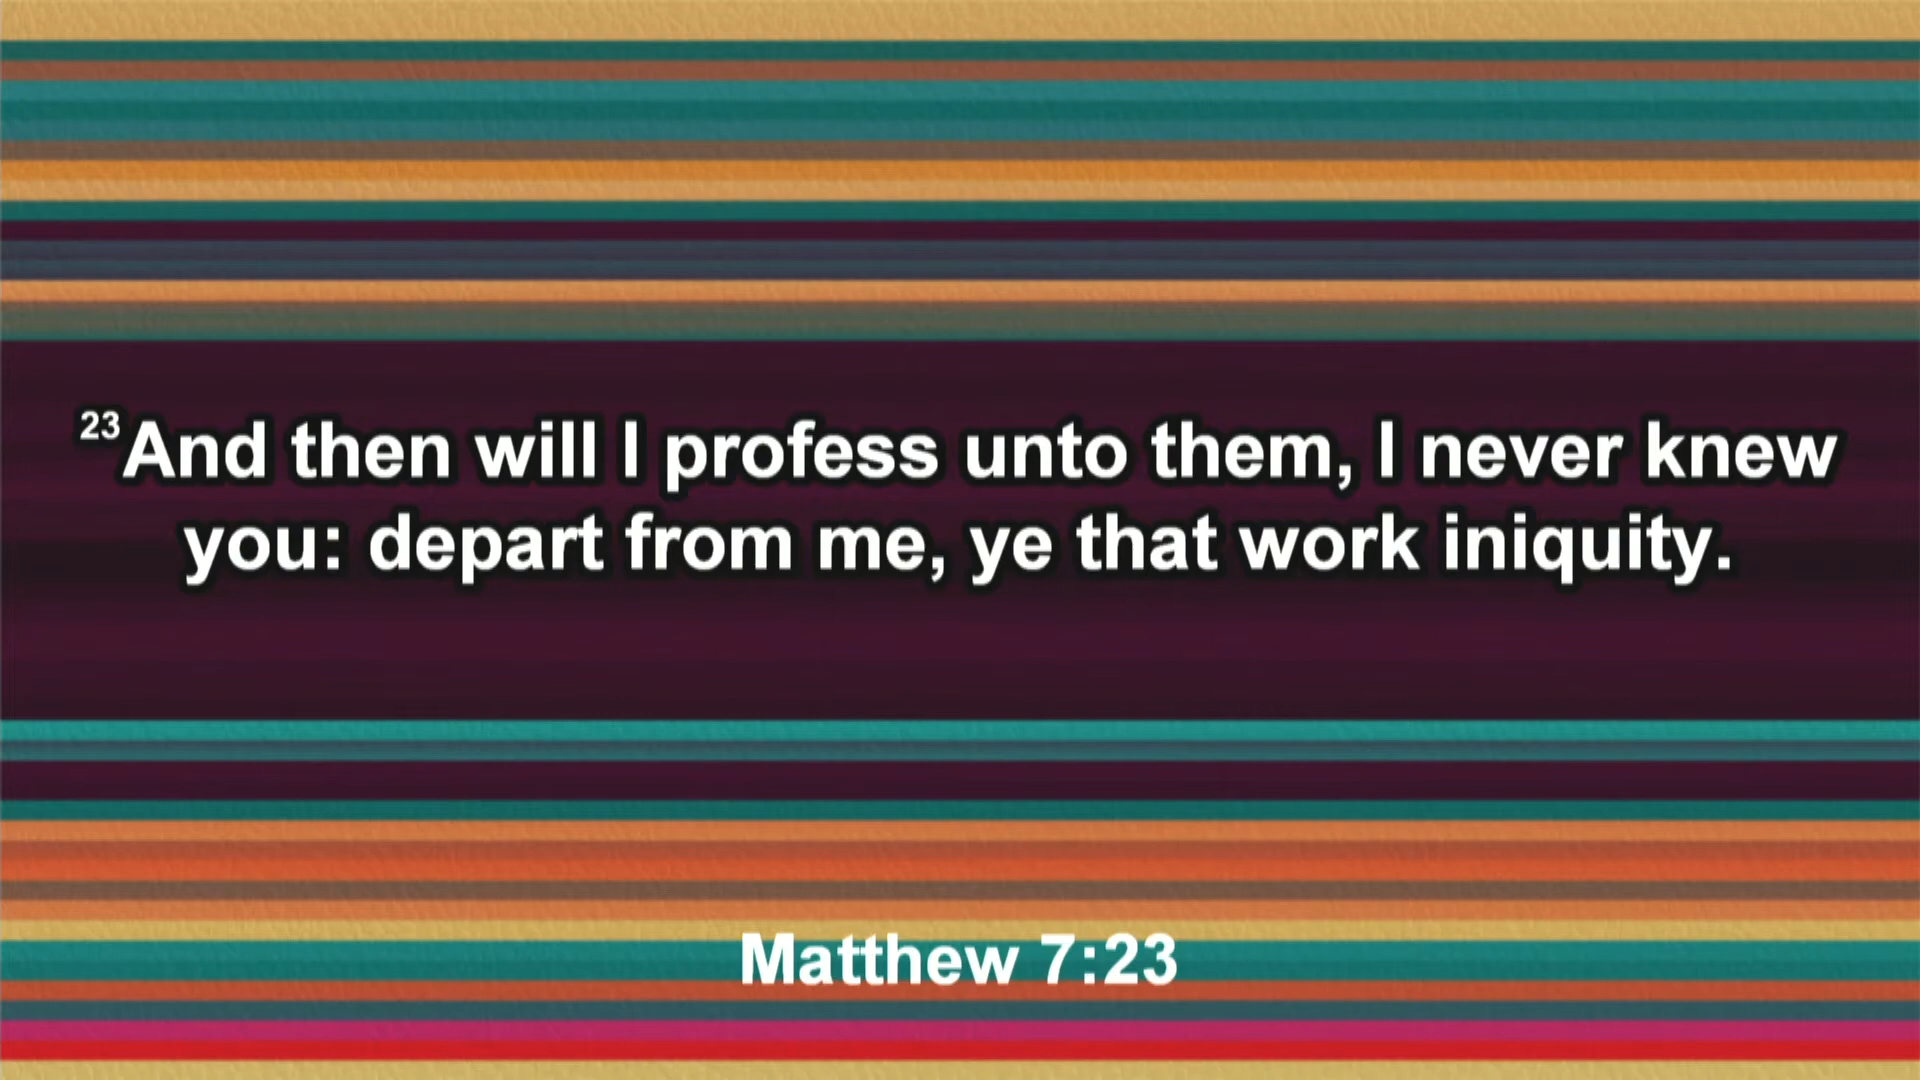 23And then will I profess unto them, I never knew
you: depart from me, ye that work iniquity.
Matthew 7:23